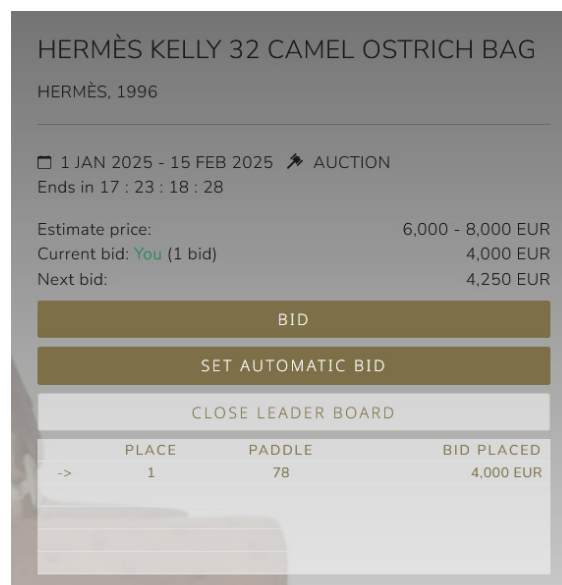 HERMÈS KELLY 32 CAMEL OSTRICH BAG
HERMÈS, 1996
1 JAN 2025 - 15 FEB 2025 AUCTION
Ends in 17 : 23 : 18 : 28
Estimate price: 6,000 - 8,000 EUR
Current bid: You (1 bid) 4,000 EUR
Next bid: 4,250 EUR
BID
SET AUTOMATIC BID
CLOSE LEADER BOARD
PLACE PADDLE BID PLACED
-> 1 78 4,000 EUR